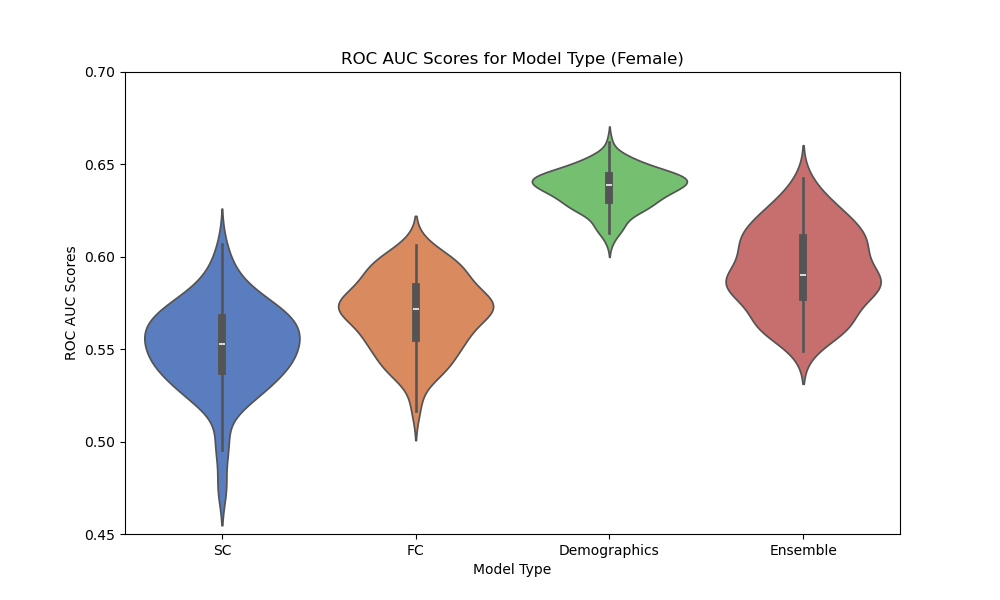 ROC AUC Scores for Model Type (Female)
0.70
0.65
0.60
0.55
0.50
0.45
ROC AUC Scores
SC FC Demographics Ensemble
Model Type